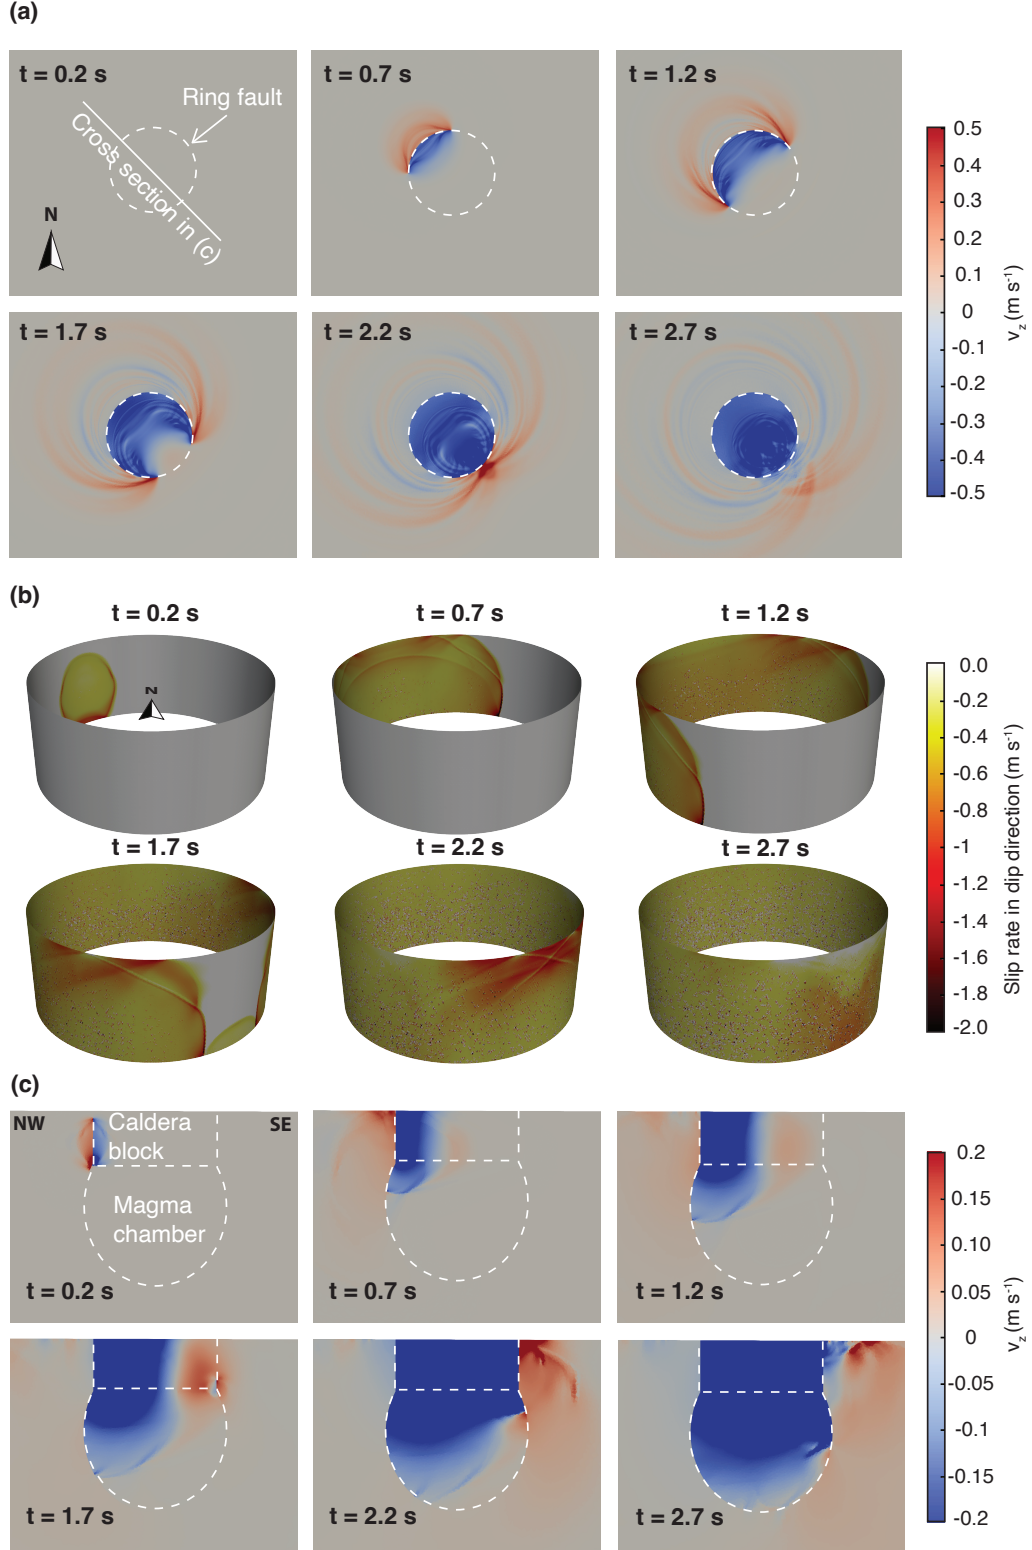 (a)
t = 0.2 s
Ring fault
Cross section in (c)
N
t = 0.7 s
t = 1.2 s
t = 1.7 s
t = 2.2 s
t = 2.7 s
0.5
0.4
0.3
0.2
0.1
0
-0.1
-0.2
-0.3
-0.4
-0.5
v_z (m s⁻¹)
(b)
t = 0.2 s
N
t = 0.7 s
t = 1.2 s
t = 1.7 s
t = 2.2 s
t = 2.7 s
0.0
-0.2
-0.4
-0.6
-0.8
-1
-1.2
-1.4
-1.6
-1.8
-2.0
Slip rate in dip direction (m s⁻¹)
(c)
NW
Caldera
block
SE
Magma
chamber
t = 0.2 s
t = 0.7 s
t = 1.2 s
t = 1.7 s
t = 2.2 s
t = 2.7 s
0.2
0.15
0.10
0.05
0
-0.05
-0.10
-0.15
-0.2
v_z (m s⁻¹)